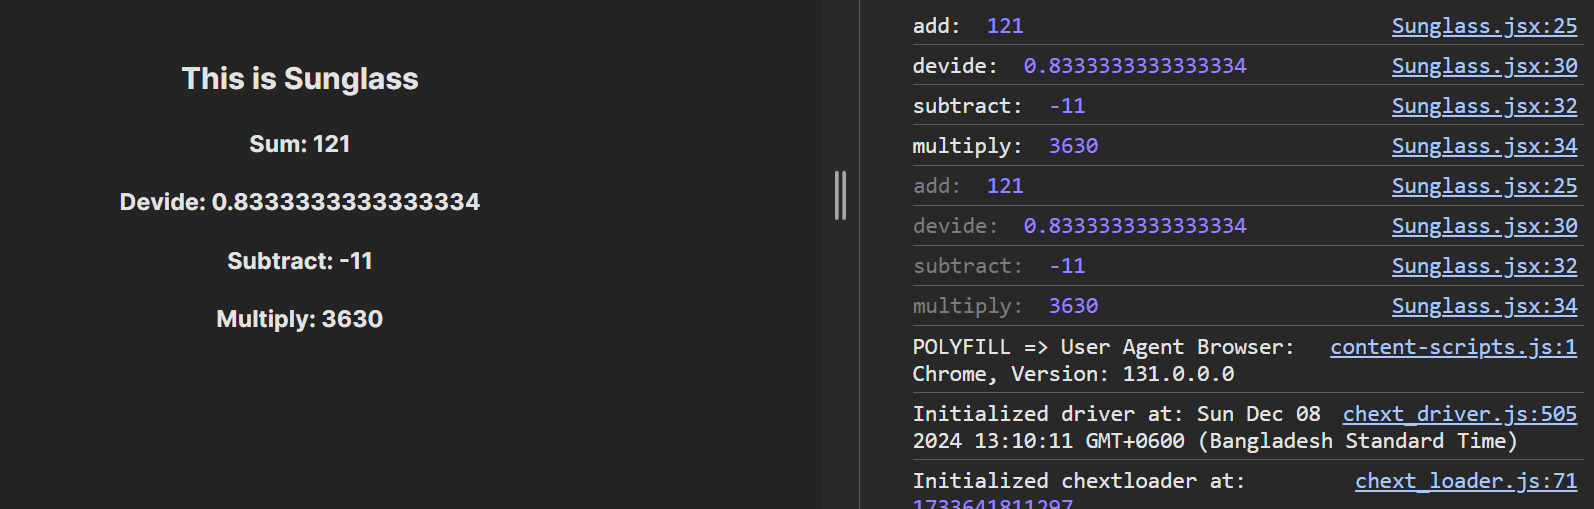 This is Sunglass
Sum: 121
Devide: 0.8333333333333334
Subtract: -11
Multiply: 3630
add: 121 Sunglass.jsx:25
devide: 0.8333333333333334 Sunglass.jsx:30
subtract: -11 Sunglass.jsx:32
multiply: 3630 Sunglass.jsx:34
add: 121 Sunglass.jsx:25
devide: 0.8333333333333334 Sunglass.jsx:30
subtract: -11 Sunglass.jsx:32
multiply: 3630 Sunglass.jsx:34
POLYFILL => User Agent Browser: content-scripts.js:1
Chrome, Version: 131.0.0.0
Initialized driver at: Sun Dec 08 chext_driver.js:505
2024 13:10:11 GMT+0600 (Bangladesh Standard Time)
Initialized chextloader at: chext_loader.js:71
1733641811297